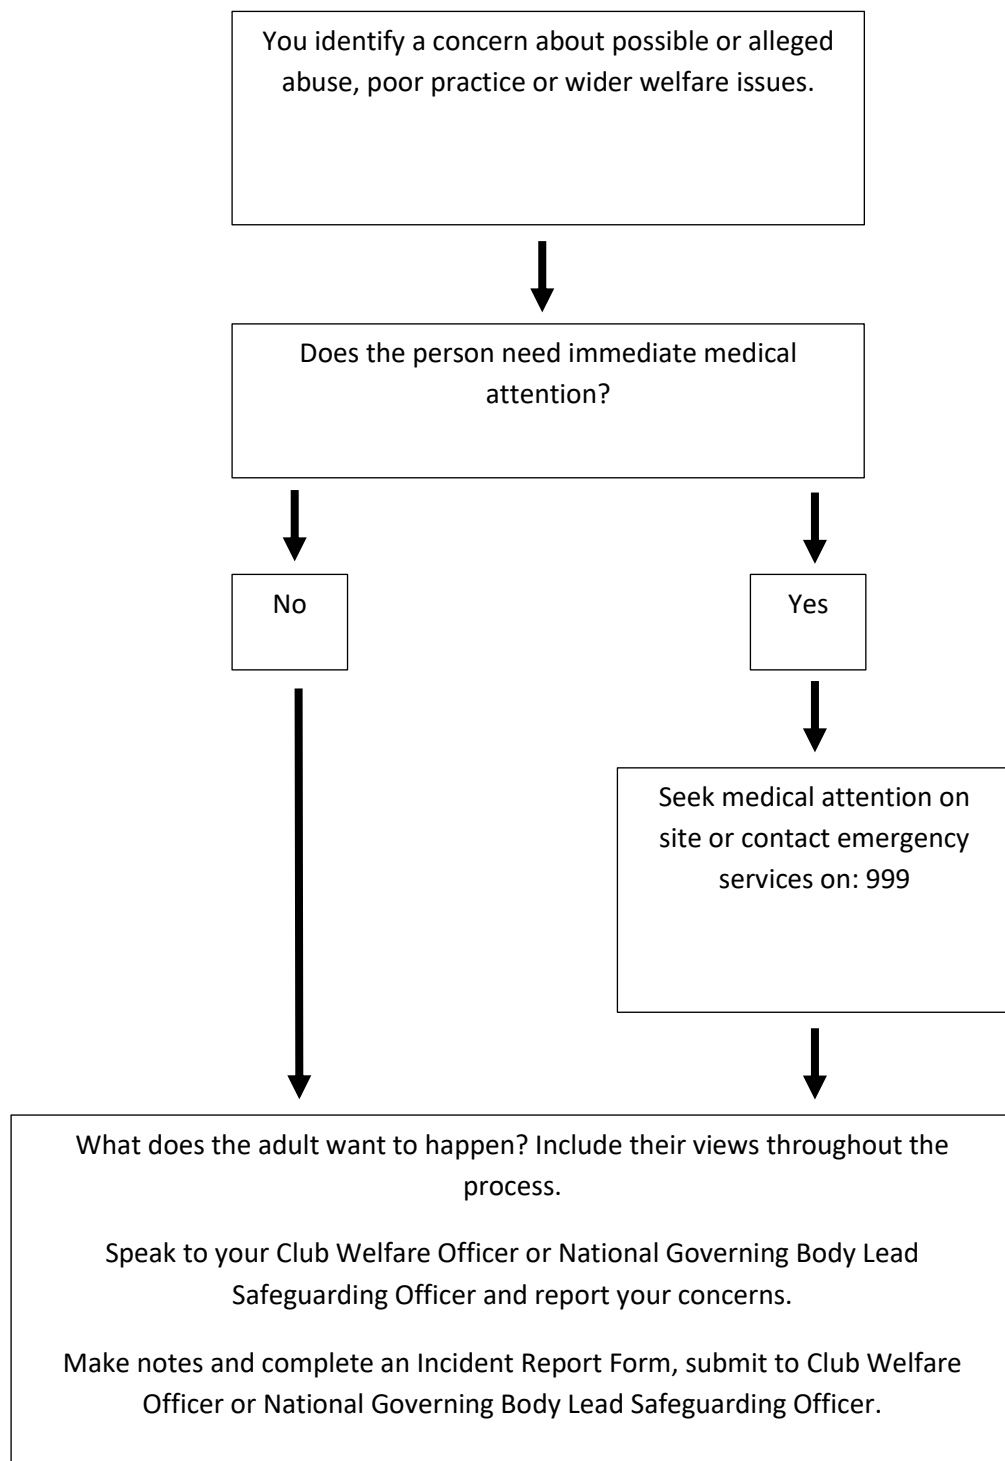 You identify a concern about possible or alleged
abuse, poor practice or wider welfare issues.
Does the person need immediate medical
attention?
No
Yes
Seek medical attention on
site or contact emergency
services on: 999
What does the adult want to happen? Include their views throughout the
process.
Speak to your Club Welfare Officer or National Governing Body Lead
Safeguarding Officer and report your concerns.
Make notes and complete an Incident Report Form, submit to Club Welfare
Officer or National Governing Body Lead Safeguarding Officer.